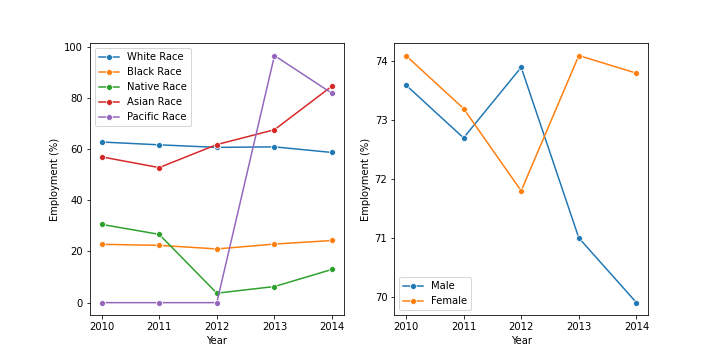 100
80
60
40
20
0
Employment (%)
White Race
Black Race
Native Race
Asian Race
Pacific Race
2010 2011 2012 2013 2014
Year
74
73
72
71
70
Employment (%)
Male
Female
2010 2011 2012 2013 2014
Year